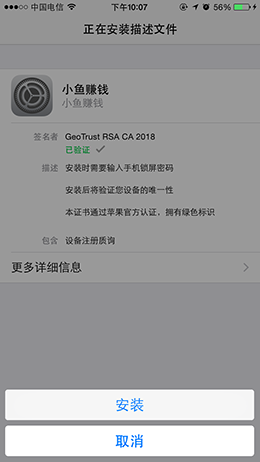 中国电信 下午10:07 56%
正在安装描述文件
小鱼赚钱
小鱼赚钱
签名者 GeoTrust RSA CA 2018
已验证
描述 安装时需要输入手机锁屏密码
安装后将验证您设备的唯一性
本证书通过苹果官方认证，拥有绿色标识
包含 设备注册质询
更多详细信息
安装
取消